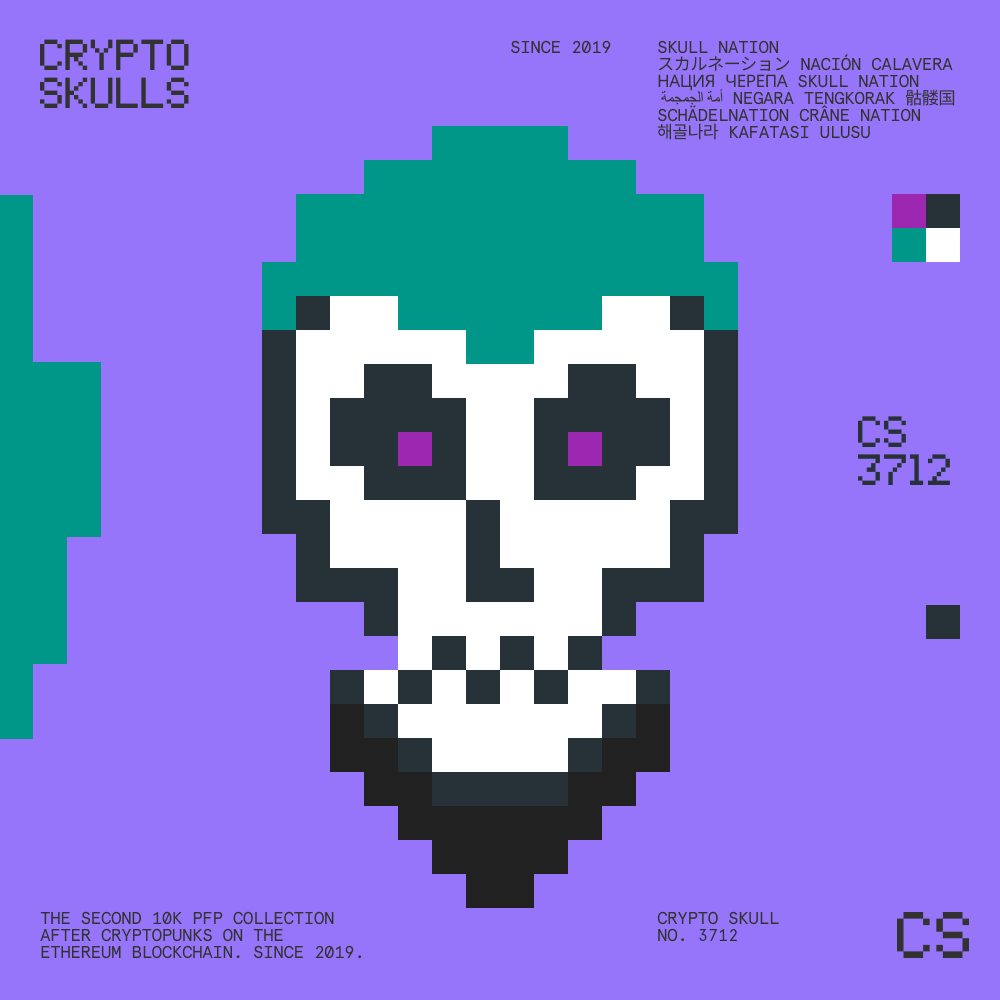 CRYPTO
SKULLS
SINCE 2019
SKULL NATION
スカルネーション NACIÓN CALAVERA
НАЦИЯ ЧЕРЕПА SKULL NATION
أمة الجمجمة NEGARA TENGKORAK 骷髅国
SCHÄDELNATION CRÂNE NATION
해골나라 KAFATASI ULUSU
CS
3712
THE SECOND 10K PFP COLLECTION
AFTER CRYPTOPUNKS ON THE
ETHEREUM BLOCKCHAIN. SINCE 2019.
CRYPTO SKULL
NO. 3712
CS